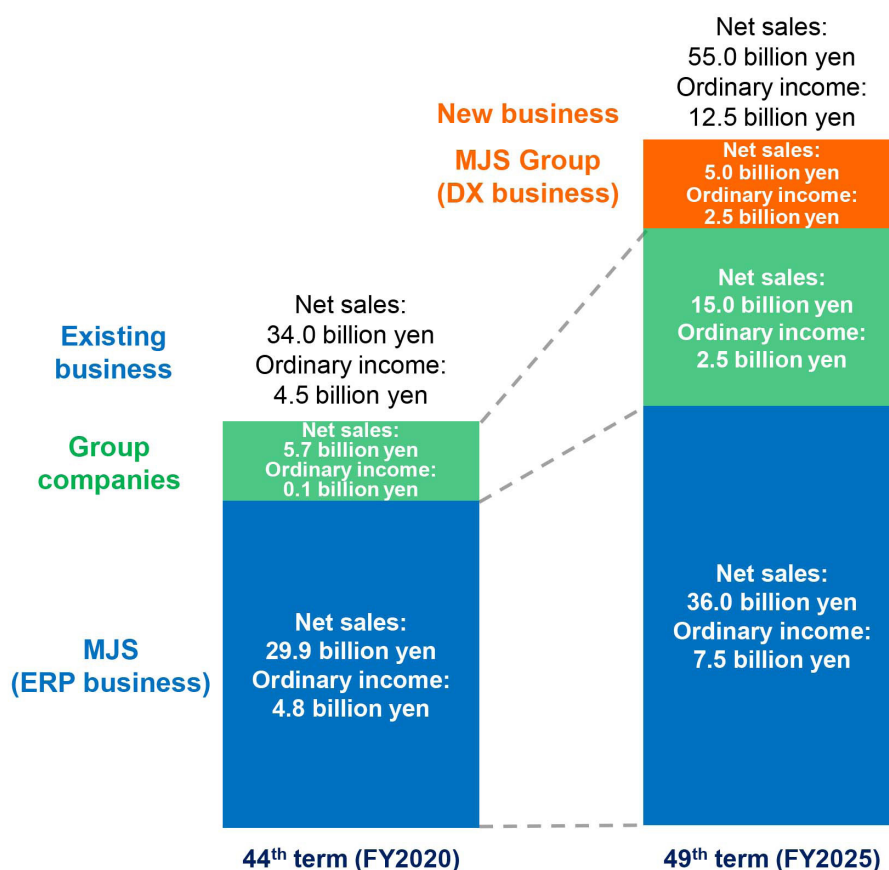 Net sales:
55.0 billion yen
Ordinary income:
12.5 billion yen
New business
MJS Group
(DX business)
Net sales:
5.0 billion yen
Ordinary income:
2.5 billion yen
Net sales:
15.0 billion yen
Ordinary income:
2.5 billion yen
Net sales:
34.0 billion yen
Ordinary income:
4.5 billion yen
Existing
business
Group
companies
Net sales:
5.7 billion yen
Ordinary income:
0.1 billion yen
MJS
(ERP business)
Net sales:
29.9 billion yen
Ordinary income:
4.8 billion yen
Net sales:
36.0 billion yen
Ordinary income:
7.5 billion yen
44th term (FY2020)
49th term (FY2025)